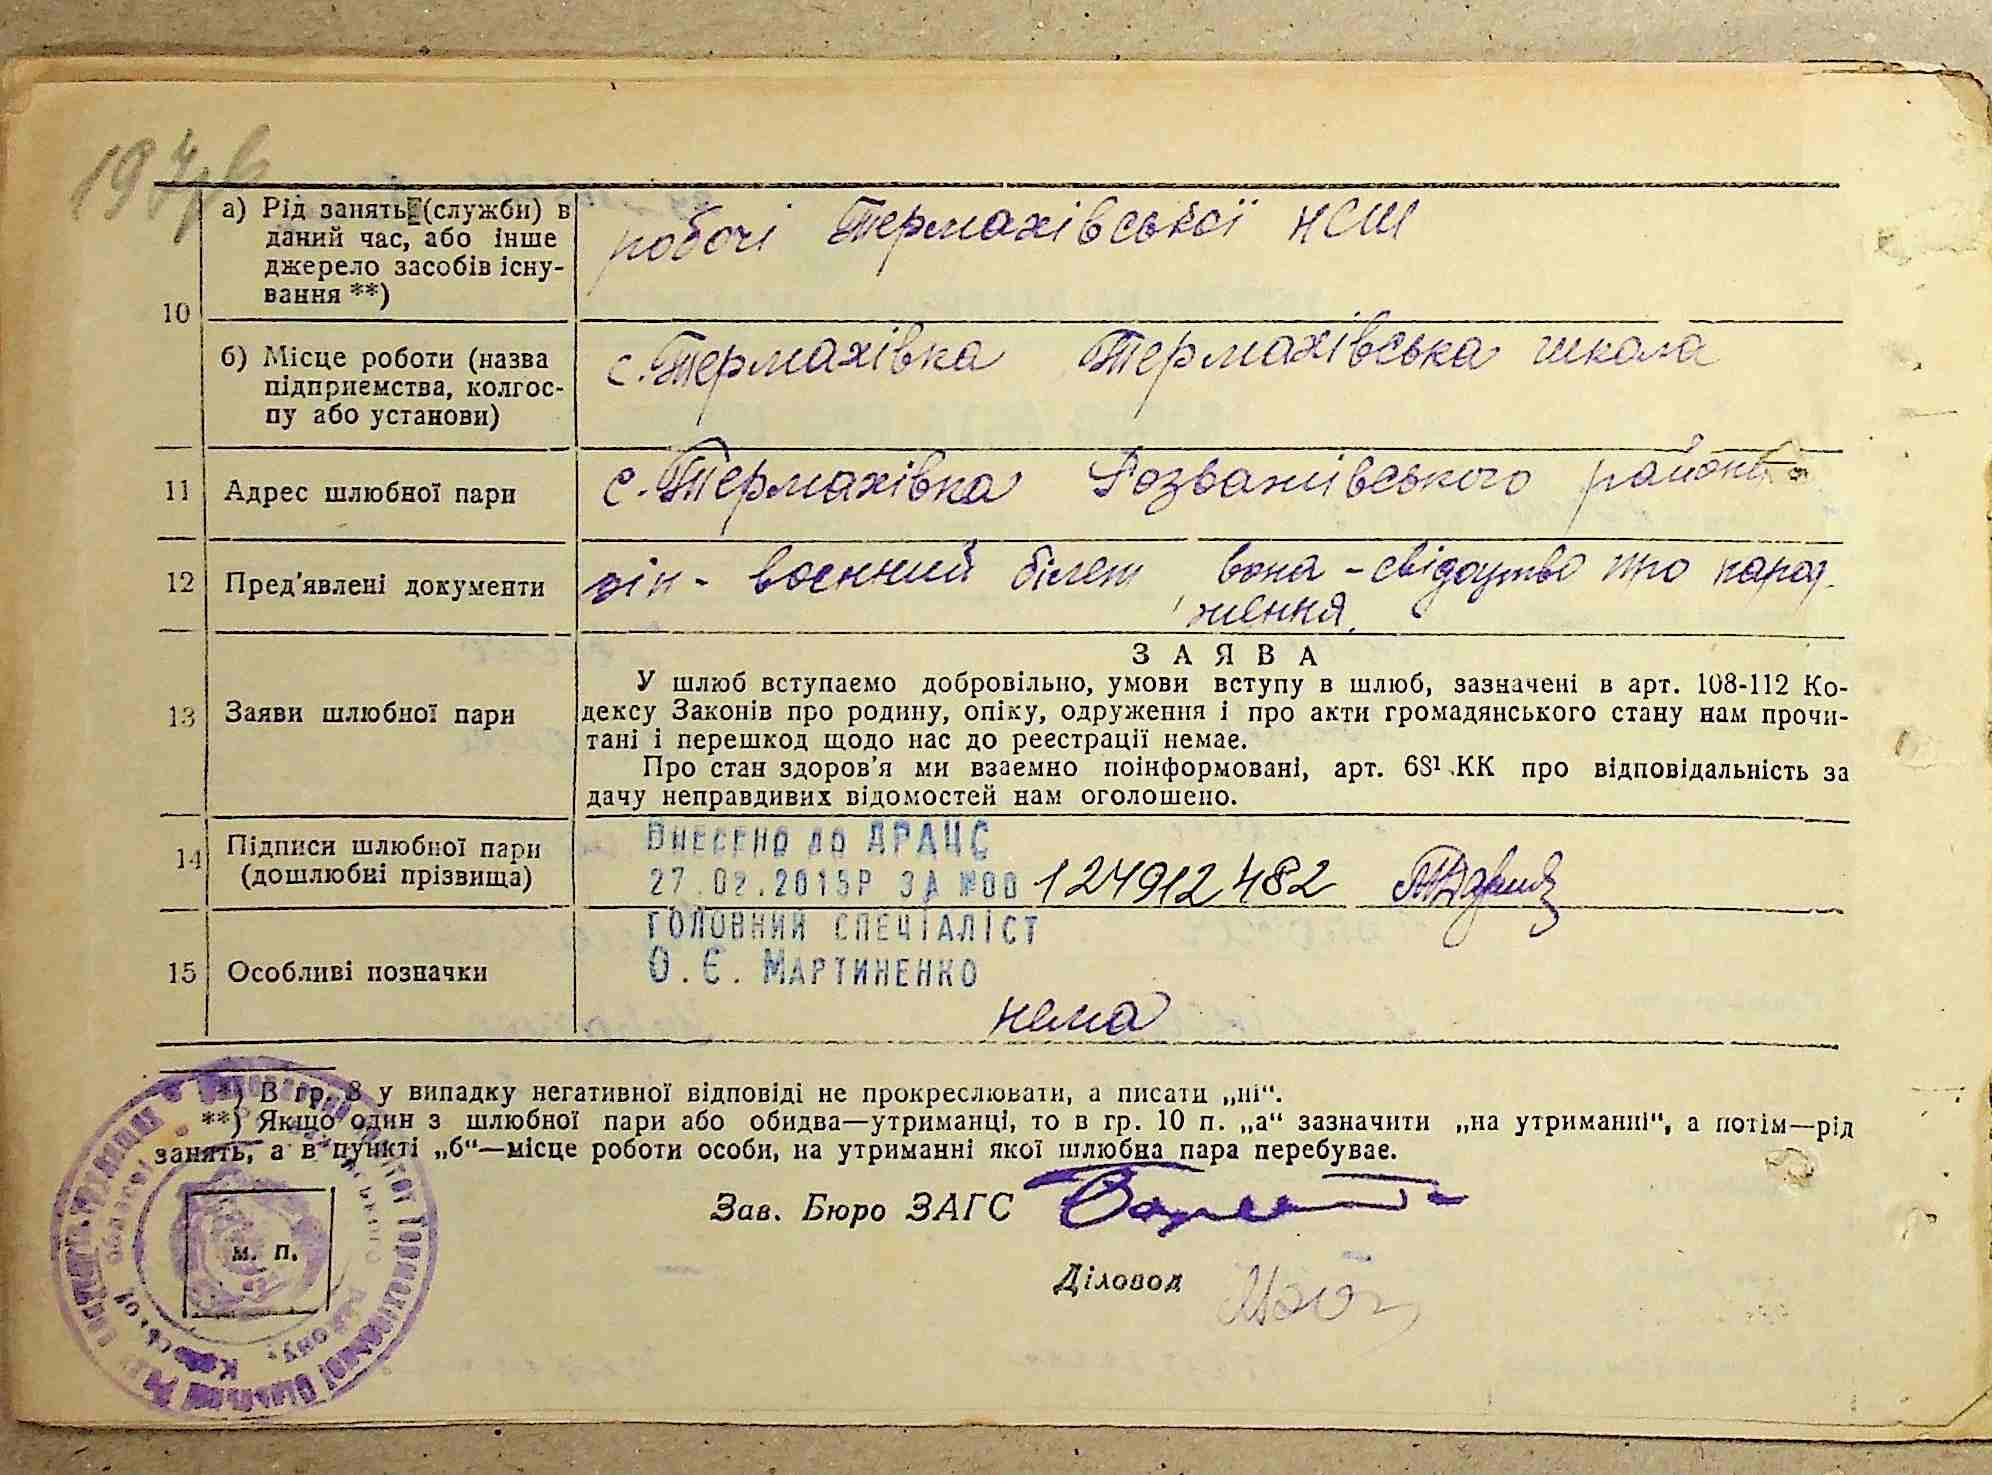 а) Рід занять (служби) в
даний час, або інше
джерело засобів існу-
вання **)
робочі Термахівської НСШ
10
б) Місце роботи (назва
підприємства, колгос-
пу або установи)
с. Термахівка Термахівська школа
11 Адрес шлюбної пари
с. Термахівка Розважівського району
12 Пред'явлені документи
він - воєнний білет, вона - свідоцтво про народ-
ження.
13 Заяви шлюбної пари
ЗАЯВА
У шлюб вступаємо добровільно, умови вступу в шлюб, зазначені в арт. 108-112 Ко-
дексу Законів про родину, опіку, одруження і про акти громадянського стану нам прочи-
тані і перешкод щодо нас до реєстрації немає.
Про стан здоров'я ми взаємно поінформовані, арт. 68¹ КК про відповідальність за
дачу неправдивих відомостей нам оголошено.
14 Підписи шлюбної пари
(дошлюбні прізвища)
Внесено до ДРАЦС
27.02.2015р за №00 124912482
головний спеціаліст
О.Є. Мартиненко
15 Особливі позначки
нема
*) В гр. 8 у випадку негативної відповіді не прокреслювати, а писати „ні“.
**) Якщо один з шлюбної пари або обидва—утриманці, то в гр. 10 п. „а“ зазначити „на утриманні“, а потім—рід
занять, а в пункті „б“—місце роботи особи, на утриманні якої шлюбна пара перебуває.
Зав. Бюро ЗАГС
м. п.
Діловод